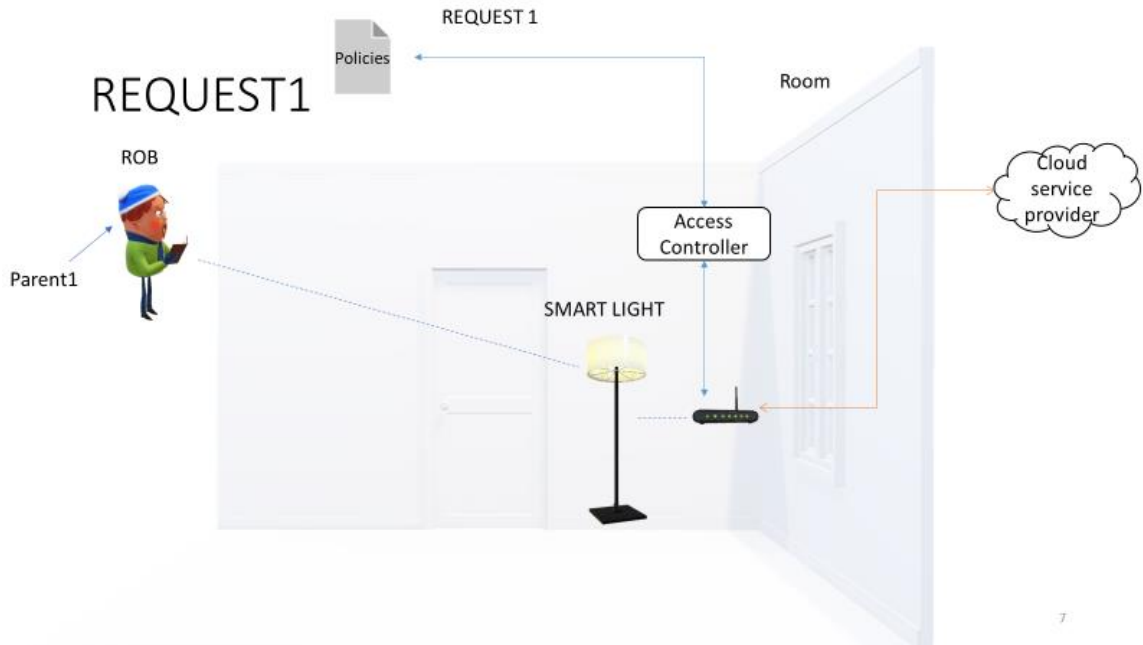 REQUEST 1
Policies
Room
REQUEST1
ROB
Cloud
service
provider
Access
Controller
Parent1
SMART LIGHT
7